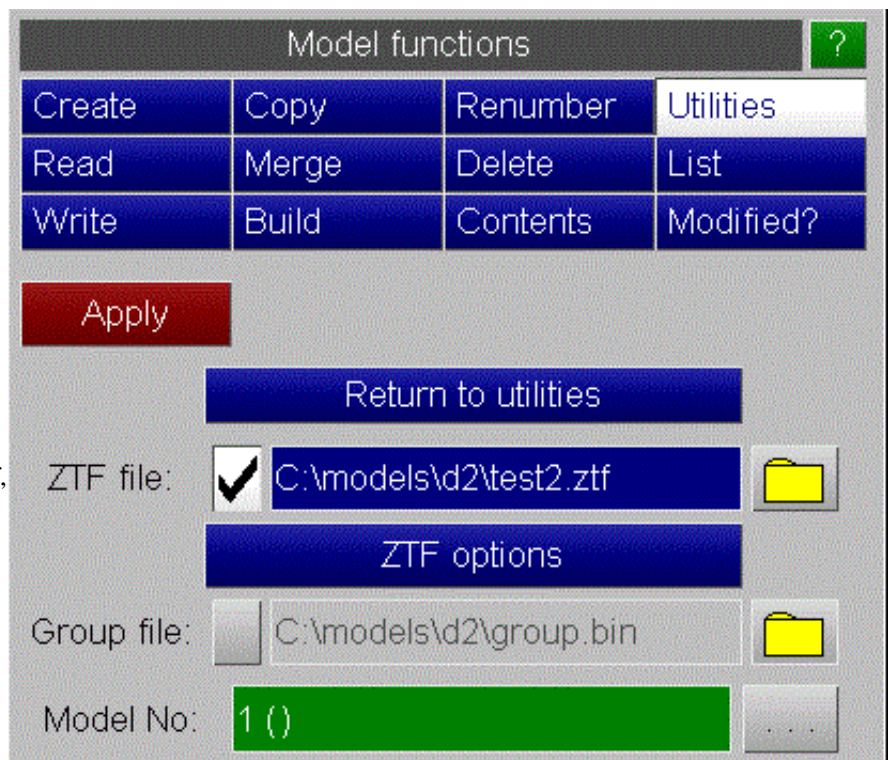 Model functions ?
Create Copy Renumber Utilities
Read Merge Delete List
Write Build Contents Modified?
Apply
Return to utilities
, ZTF file: C:\models\d2\test2.ztf
ZTF options
Group file: C:\models\d2\group.bin
Model No: 1 () ...